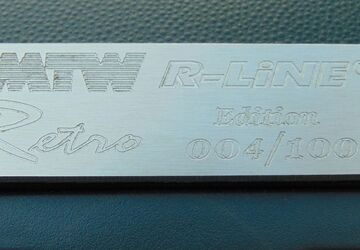 MTW R-LiNE
Retro Edition
004/100